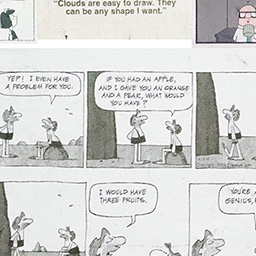 "Clouds are easy to draw. They
can be any shape I want."
YEP! I EVEN HAVE
A PROBLEM FOR YOU.
IF YOU HAD AN APPLE,
AND I GAVE YOU AN ORANGE
AND A PEAR, WHAT WOULD
YOU HAVE?
I WOULD HAVE
THREE FRUITS.
YOU'RE
GENIUS,